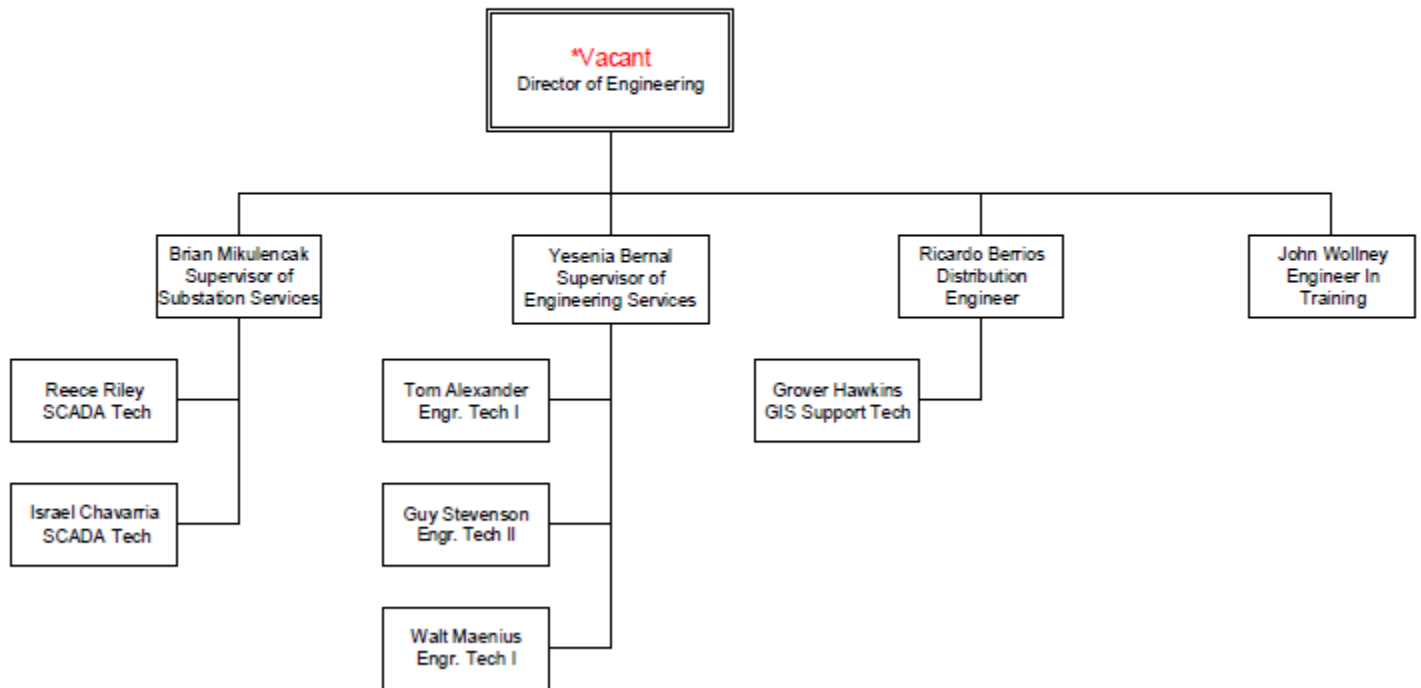 *Vacant
Director of Engineering
Brian Mikulencak
Supervisor of
Substation Services
Yesenia Bernal
Supervisor of
Engineering Services
Ricardo Berrios
Distribution
Engineer
John Wollney
Engineer In
Training
Reece Riley
SCADA Tech
Tom Alexander
Engr. Tech I
Grover Hawkins
GIS Support Tech
Israel Chavarria
SCADA Tech
Guy Stevenson
Engr. Tech II
Walt Maenius
Engr. Tech I